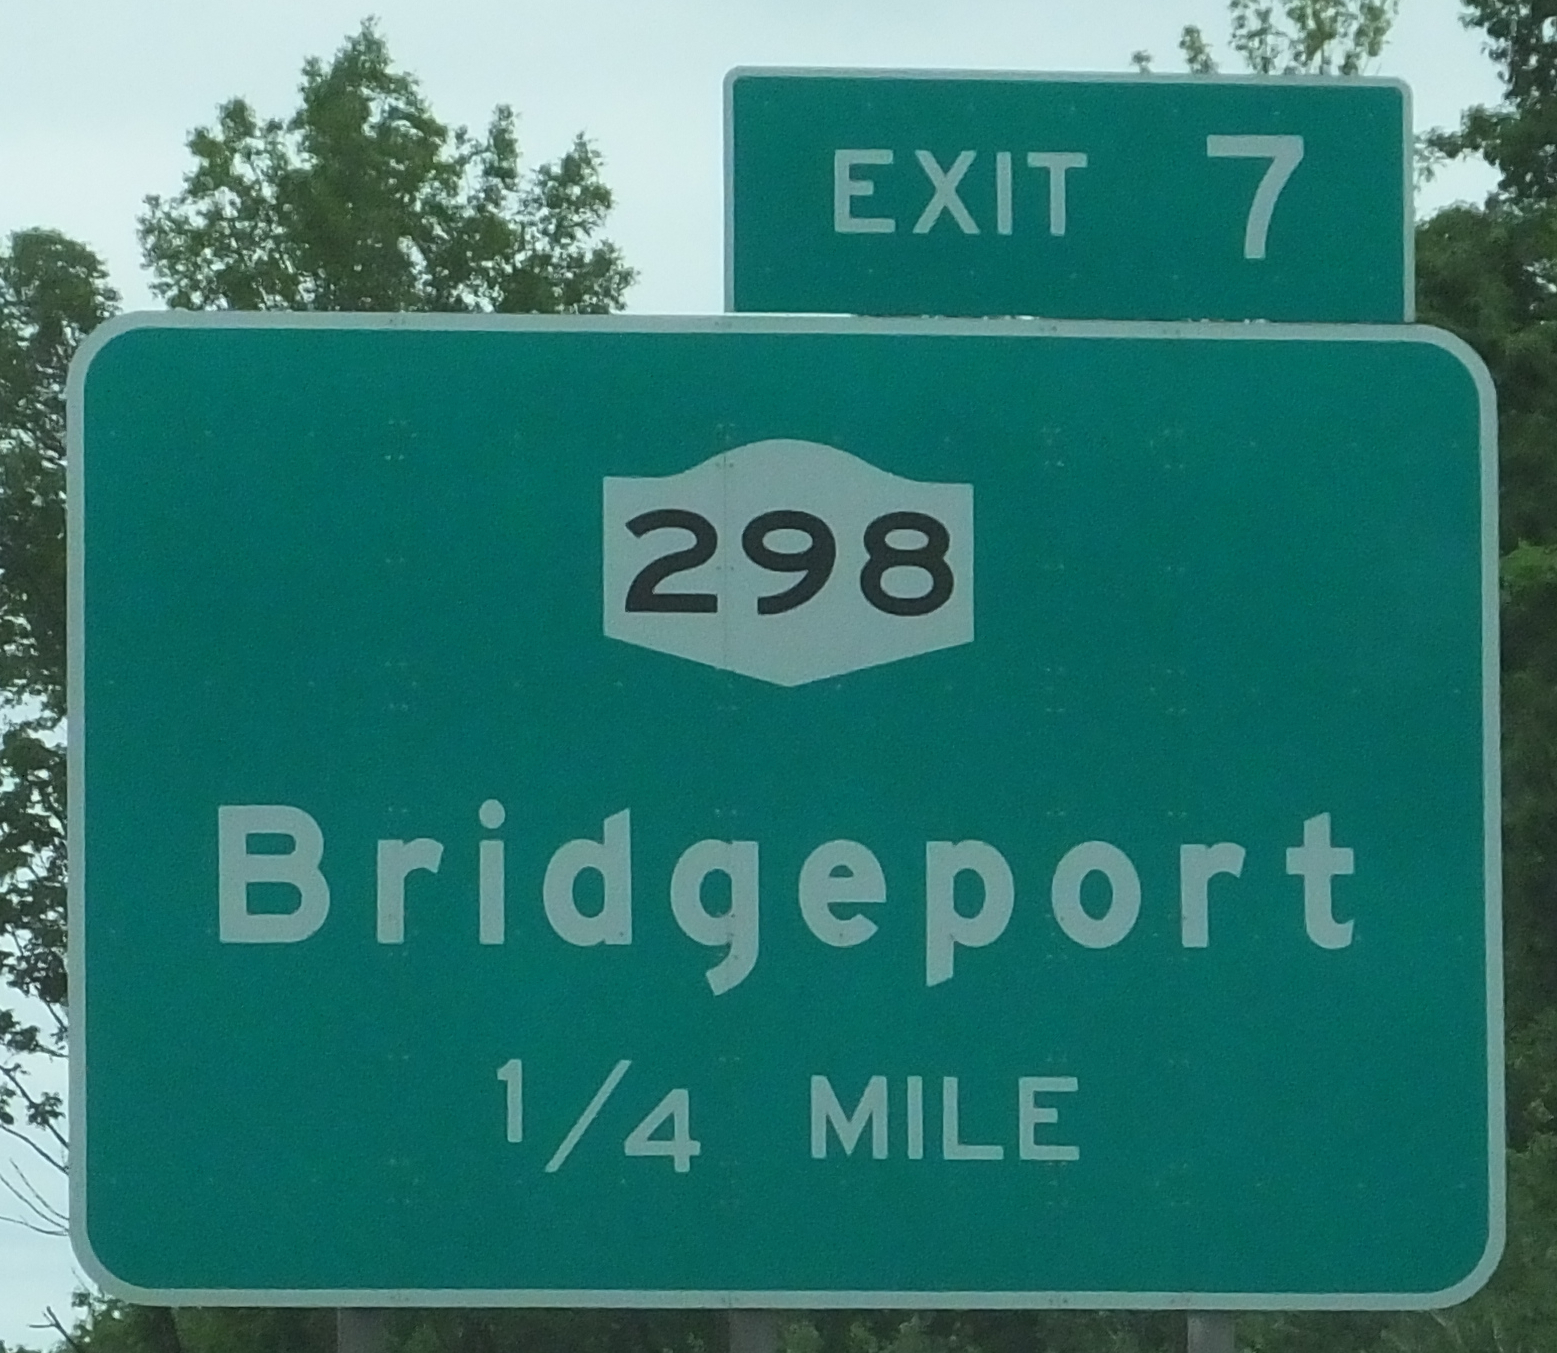 EXIT 7
298
Bridgeport
1/4 MILE